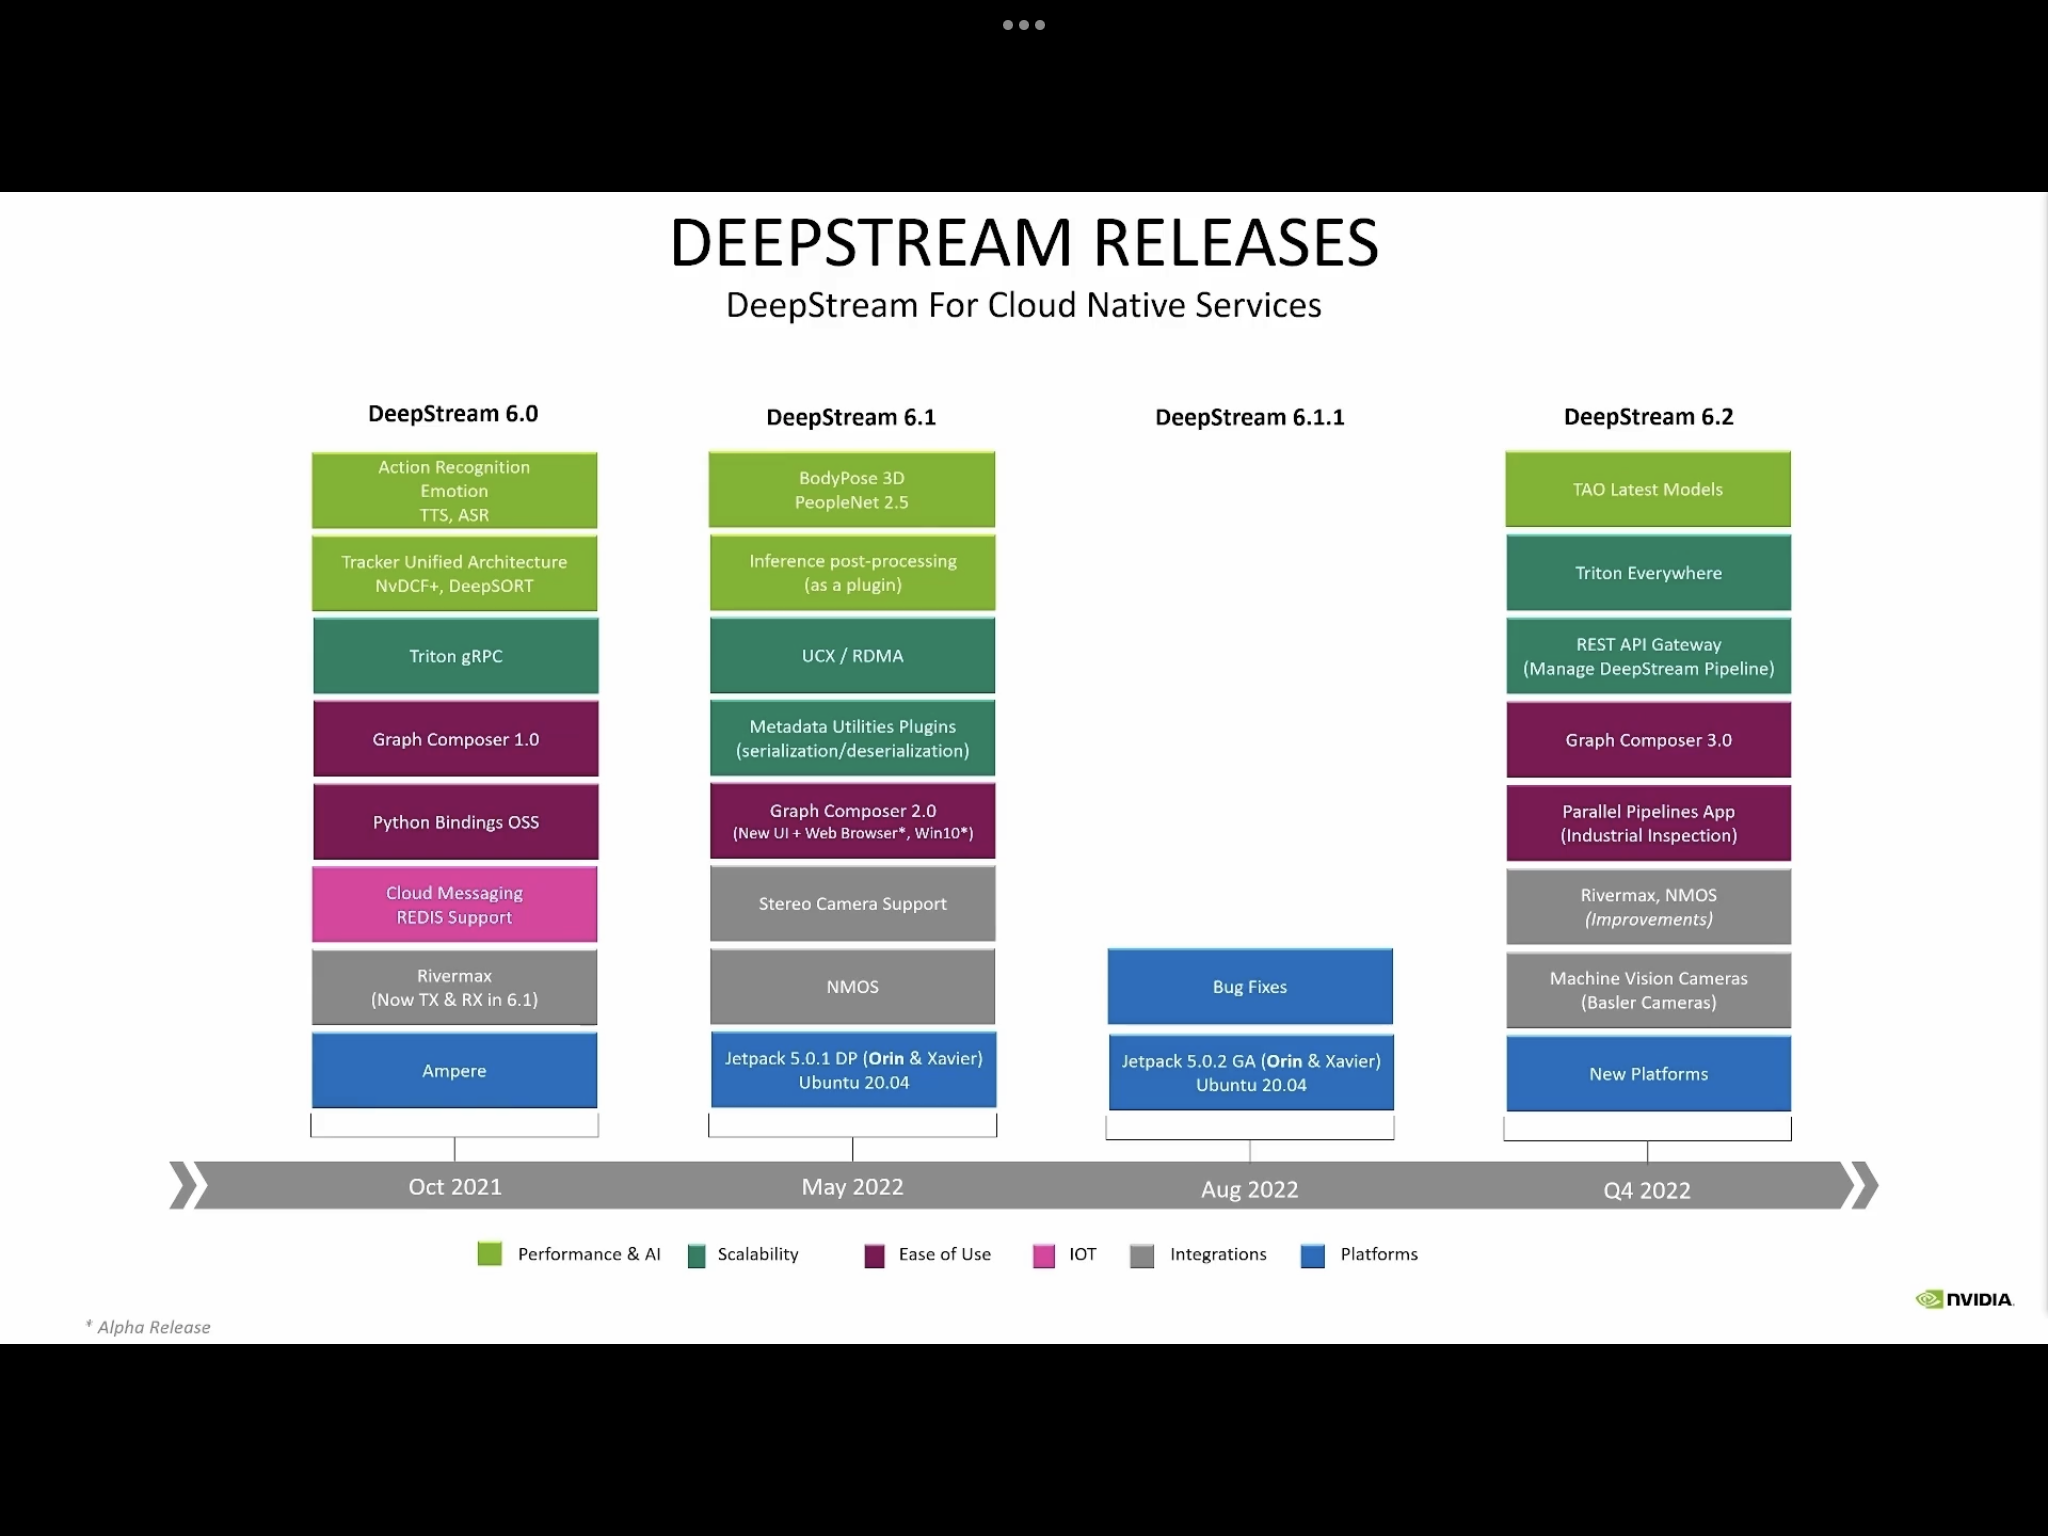 DEEPSTREAM RELEASES
DeepStream For Cloud Native Services
DeepStream 6.0
Action Recognition
Emotion
TTS, ASR
Tracker Unified Architecture
NvDCF+, DeepSORT
Triton gRPC
Graph Composer 1.0
Python Bindings OSS
Cloud Messaging
REDIS Support
Rivermax
(Now TX & RX in 6.1)
Ampere
Oct 2021
DeepStream 6.1
BodyPose 3D
PeopleNet 2.5
Inference post-processing
(as a plugin)
UCX / RDMA
Metadata Utilities Plugins
(serialization/deserialization)
Graph Composer 2.0
(New UI + Web Browser*, Win10*)
Stereo Camera Support
NMOS
Jetpack 5.0.1 DP (Orin & Xavier)
Ubuntu 20.04
May 2022
DeepStream 6.1.1
Bug Fixes
Jetpack 5.0.2 GA (Orin & Xavier)
Ubuntu 20.04
Aug 2022
DeepStream 6.2
TAO Latest Models
Triton Everywhere
REST API Gateway
(Manage DeepStream Pipeline)
Graph Composer 3.0
Parallel Pipelines App
(Industrial Inspection)
Rivermax, NMOS
(Improvements)
Machine Vision Cameras
(Basler Cameras)
New Platforms
Q4 2022
Performance & AI
Scalability
Ease of Use
IOT
Integrations
Platforms
NVIDIA.
* Alpha Release